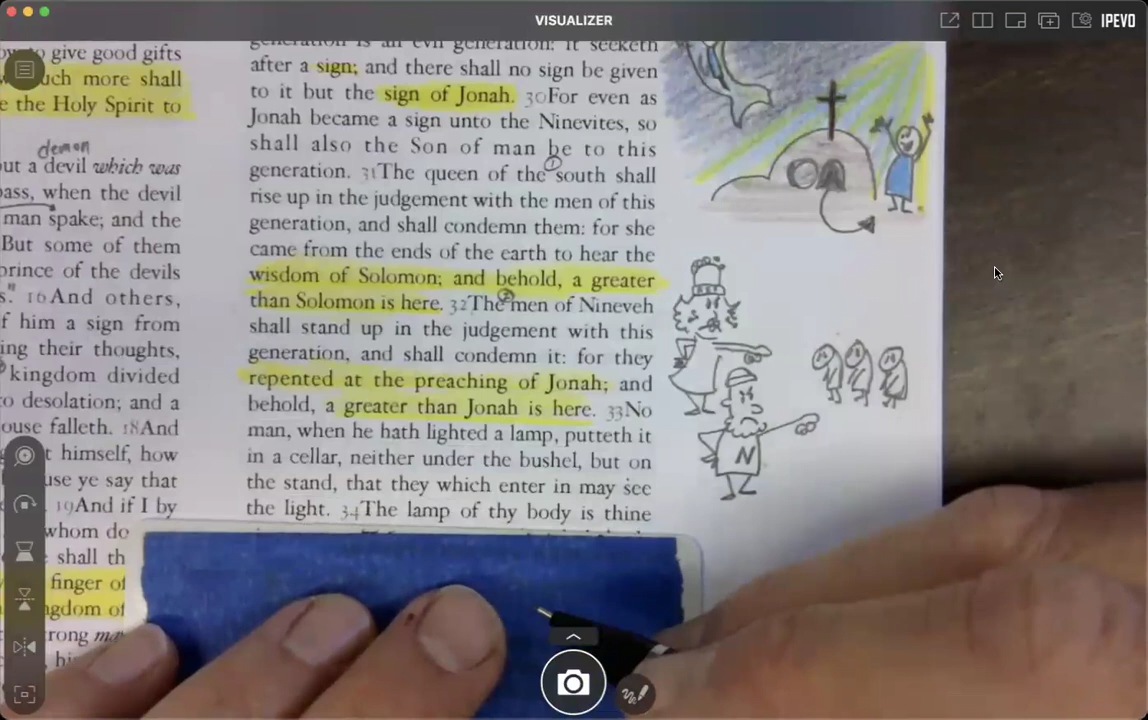 VISUALIZER
IPEVO
ow to give good gifts
uch more shall
e the Holy Spirit to
demon
out a devil which was
pass, when the devil
man spake; and the
But some of them
prince of the devils
s." 16And others,
f him a sign from
ing their thoughts,
kingdom divided
to desolation; and a
ouse falleth. 18And
t himself, how
use ye say that
19And if I by
whom do
shall th
finger of
ngdom of
trong
generation is an evil generation: it seeketh
after a sign; and there shall no sign be given
to it but the sign of Jonah. 30For even as
Jonah became a sign unto the Ninevites, so
shall also the Son of man be to this
generation. 31The queen of the 1 south shall
rise up in the judgement with the men of this
generation, and shall condemn them: for she
came from the ends of the earth to hear the
wisdom of Solomon; and behold, a greater
than Solomon is here. 32The 2 men of Nineveh
shall stand up in the judgement with this
generation, and shall condemn it: for they
repented at the preaching of Jonah; and
behold, a greater than Jonah is here. 33No
man, when he hath lighted a lamp, putteth it
in a cellar, neither under the bushel, but on
the stand, that they which enter in may see
the light. 34The lamp of thy body is thine
N